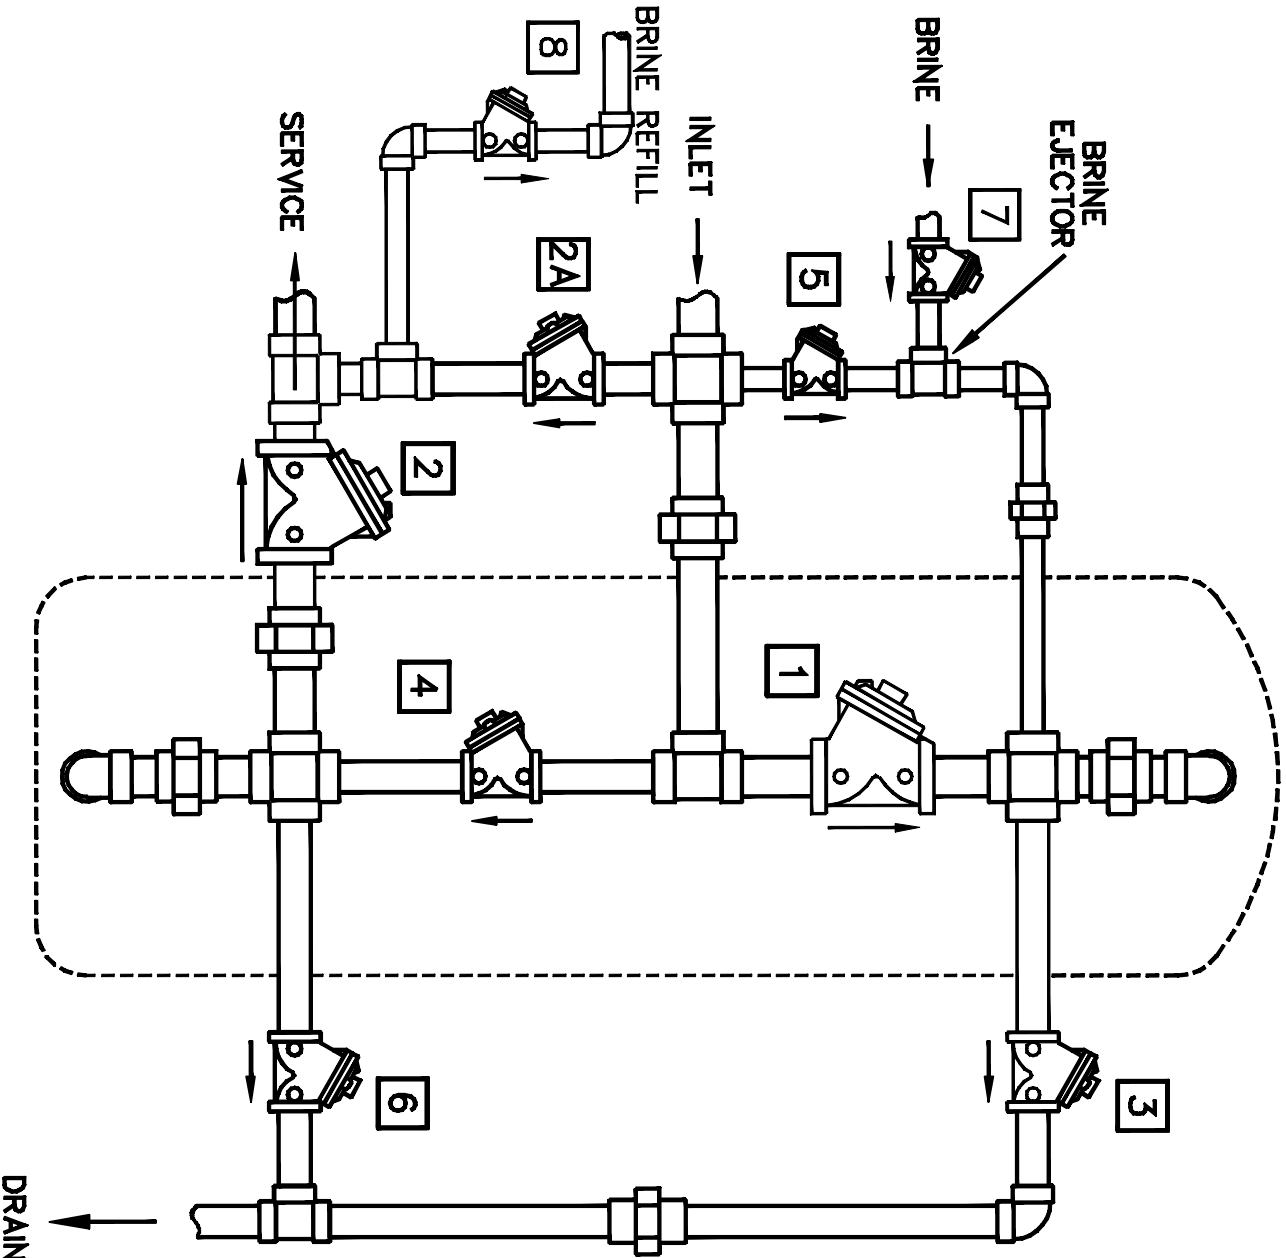 BRINE
EJECTOR
BRINE
7
5
INLET
BRINE REFILL
8
2A
SERVICE
2
1
4
3
6
DRAIN